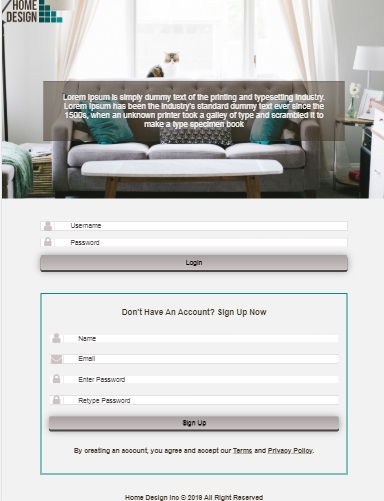 HOME
DESIGN
Lorem Ipsum is simply dummy text of the printing and typesetting industry.
Lorem Ipsum has been the industry's standard dummy text ever since the
1500s, when an unknown printer took a galley of type and scrambled it to
make a type specimen book
Username
Password
Login
Don't Have An Account? Sign Up Now
Name
Email
Enter Password
Retype Password
Sign Up
By creating an account, you agree and accept our Terms and Privacy Policy.
Home Design Inc © 2019 All Right Reserved